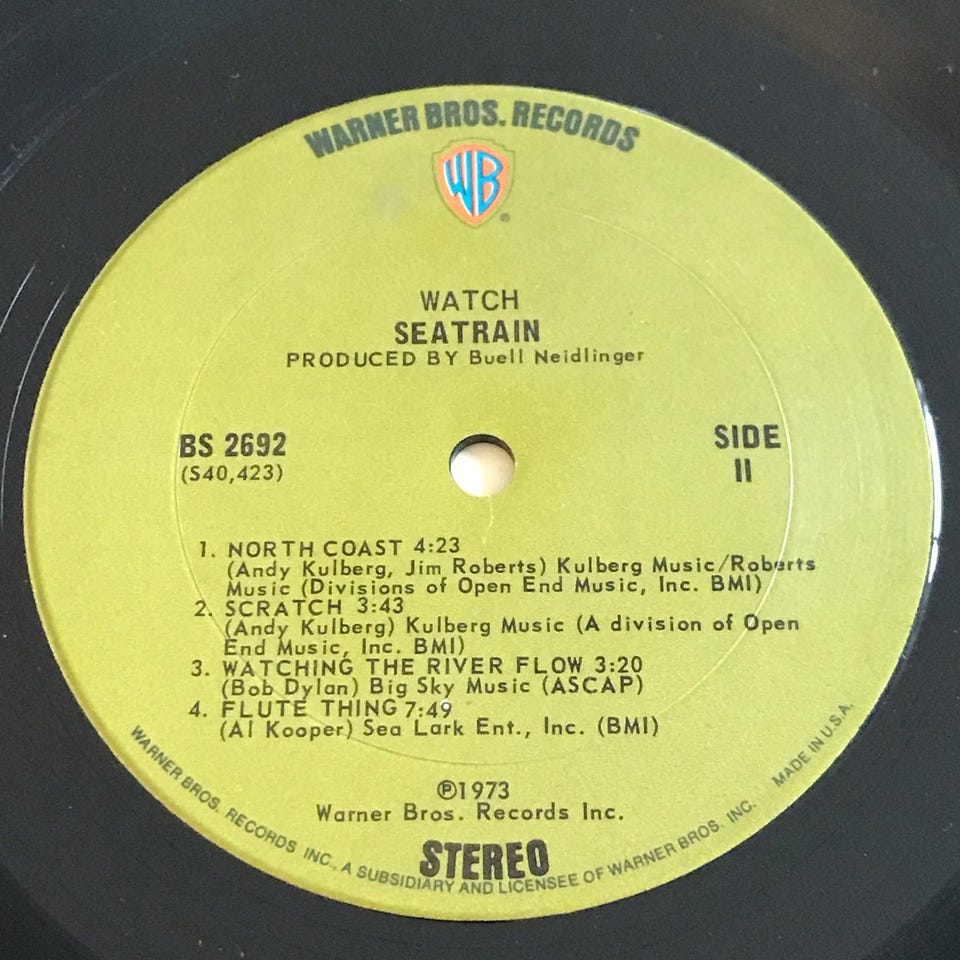 WARNER BROS. RECORDS
WB
®
WATCH
SEATRAIN
PRODUCED BY Buell Neidlinger
BS 2692
(S40,423)
SIDE
II
1. NORTH COAST 4:23
(Andy Kulberg, Jim Roberts) Kulberg Music/Roberts
Music (Divisions of Open End Music, Inc. BMI)
2. SCRATCH 3:43
(Andy Kulberg) Kulberg Music (A division of Open
End Music, Inc. BMI)
3. WATCHING THE RIVER FLOW 3:20
(Bob Dylan) Big Sky Music (ASCAP)
4. FLUTE THING 7:49
(Al Kooper) Sea Lark Ent., Inc. (BMI)
℗1973
Warner Bros. Records Inc.
STEREO
WARNER BROS. RECORDS INC., A SUBSIDIARY AND LICENSEE OF WARNER BROS. INC. MADE IN U.S.A.